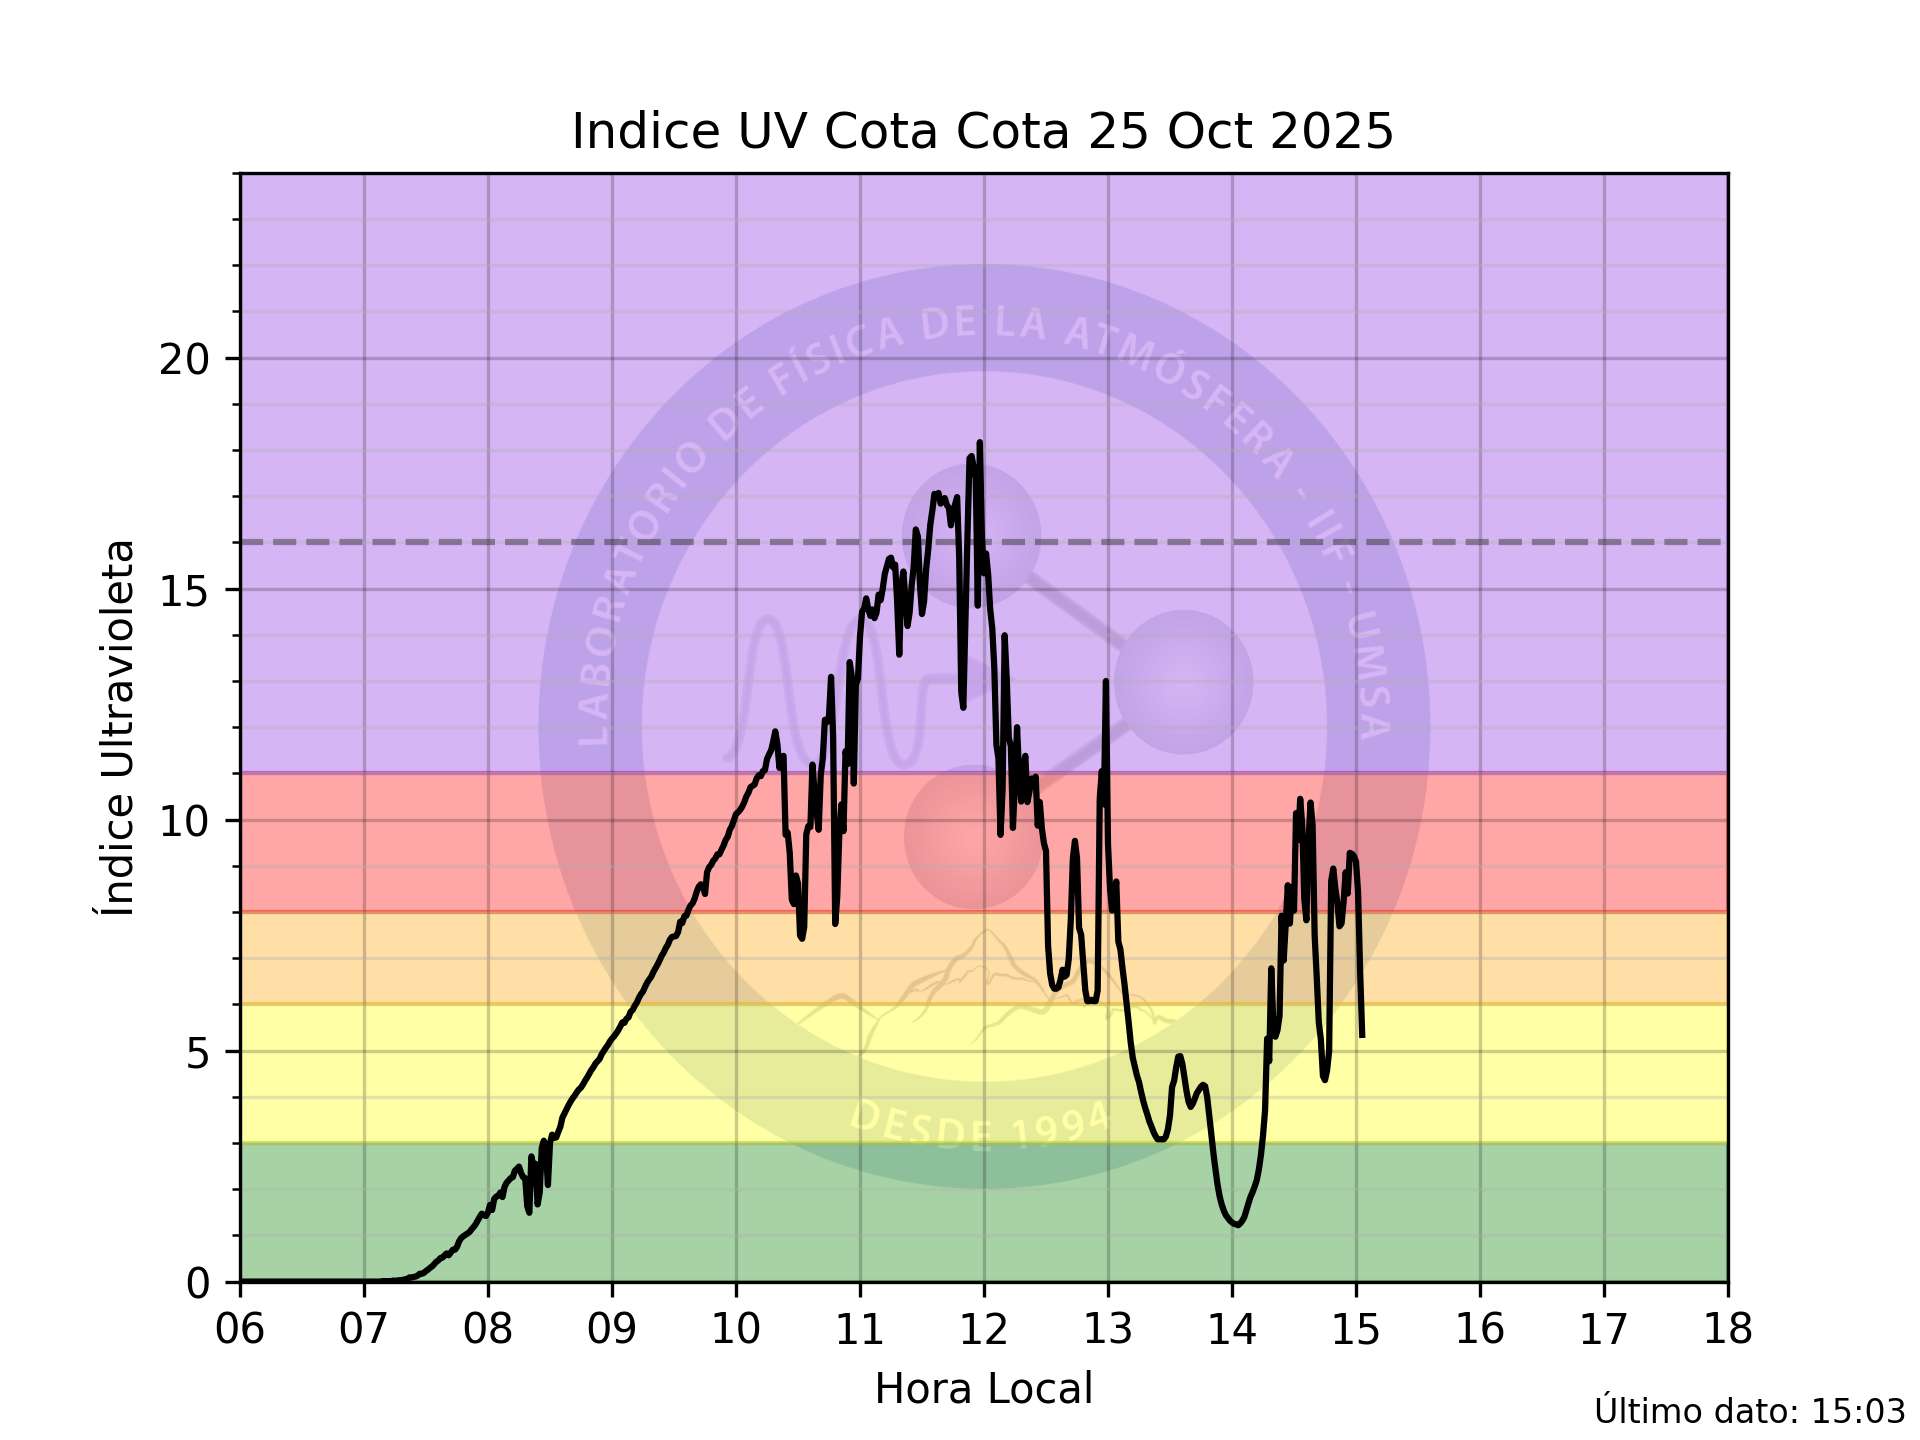 Indice UV Cota Cota 25 Oct 2025
LABORATORIO DE FÍSICA DE LA ATMÓSFERA - IIF - UMSA
DESDE 1994
Índice Ultravioleta
20
15
10
5
0
06 07 08 09 10 11 12 13 14 15 16 17 18
Hora Local
Último dato: 15:03